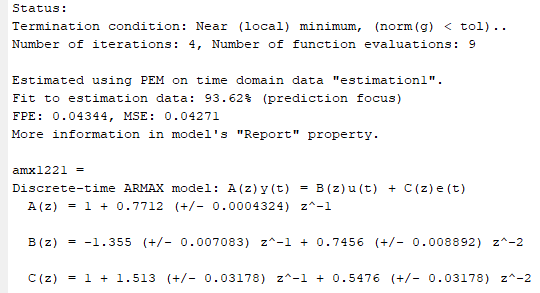 Status:
Termination condition: Near (local) minimum, (norm(g) < tol)..
Number of iterations: 4, Number of function evaluations: 9
Estimated using PEM on time domain data "estimation1".
Fit to estimation data: 93.62% (prediction focus)
FPE: 0.04344, MSE: 0.04271
More information in model's "Report" property.
amx1221 =
Discrete-time ARMAX model: A(z)y(t) = B(z)u(t) + C(z)e(t)
A(z) = 1 + 0.7712 (+/- 0.0004324) z^-1
B(z) = -1.355 (+/- 0.007083) z^-1 + 0.7456 (+/- 0.008892) z^-2
C(z) = 1 + 1.513 (+/- 0.03178) z^-1 + 0.5476 (+/- 0.03178) z^-2